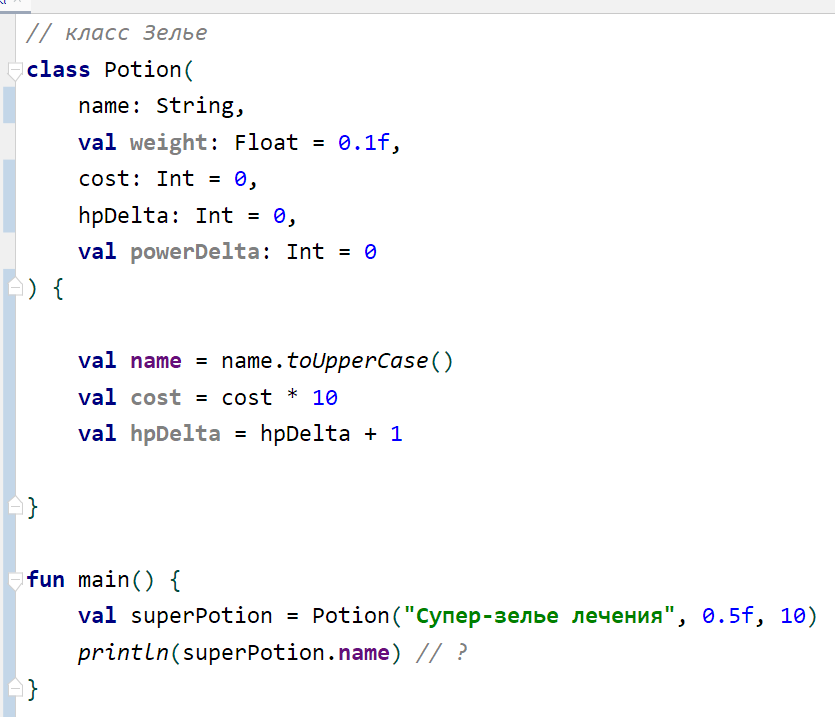 // класс Зелье
class Potion(
    name: String,
    val weight: Float = 0.1f,
    cost: Int = 0,
    hpDelta: Int = 0,
    val powerDelta: Int = 0
) {
    val name = name.toUpperCase()
    val cost = cost * 10
    val hpDelta = hpDelta + 1
}
fun main() {
    val superPotion = Potion("Супер-зелье лечения", 0.5f, 10)
    println(superPotion.name) // ?
}